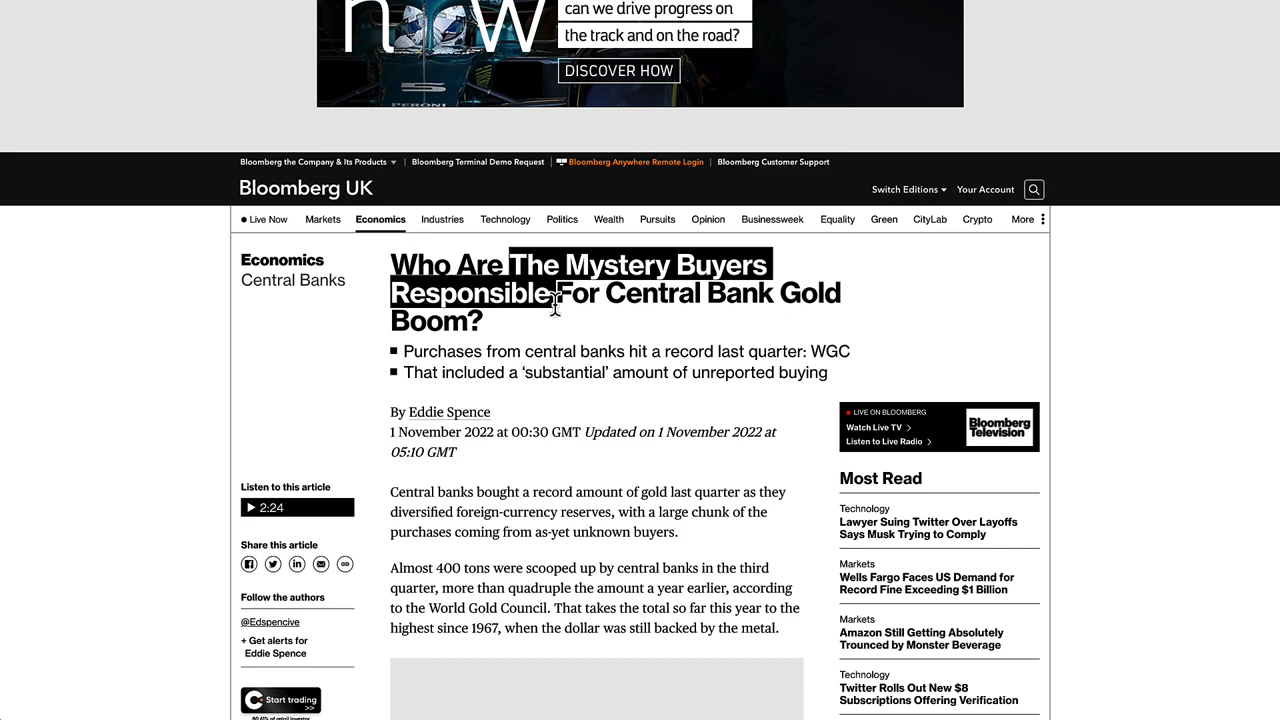 now
can we drive progress on
the track and on the road?
DISCOVER HOW
PERONI
Bloomberg the Company & Its Products
Bloomberg Terminal Demo Request
Bloomberg Anywhere Remote Login
Bloomberg Customer Support
Bloomberg UK
Switch Editions
Your Account
Live Now
Markets
Economics
Industries
Technology
Politics
Wealth
Pursuits
Opinion
Businessweek
Equality
Green
CityLab
Crypto
More
Economics
Central Banks
Who Are The Mystery Buyers
Responsible For Central Bank Gold
Boom?
Purchases from central banks hit a record last quarter: WGC
That included a ‘substantial’ amount of unreported buying
By Eddie Spence
1 November 2022 at 00:30 GMT Updated on 1 November 2022 at
05:10 GMT
Listen to this article
2:24
Share this article
Follow the authors
@Edspencive
+ Get alerts for
Eddie Spence
Start trading
>>
80.61% of retail investor
Central banks bought a record amount of gold last quarter as they
diversified foreign-currency reserves, with a large chunk of the
purchases coming from as-yet unknown buyers.
Almost 400 tons were scooped up by central banks in the third
quarter, more than quadruple the amount a year earlier, according
to the World Gold Council. That takes the total so far this year to the
highest since 1967, when the dollar was still backed by the metal.
LIVE ON BLOOMBERG
Watch Live TV
Listen to Live Radio
Bloomberg
Television
Most Read
Technology
Lawyer Suing Twitter Over Layoffs
Says Musk Trying to Comply
Markets
Wells Fargo Faces US Demand for
Record Fine Exceeding $1 Billion
Markets
Amazon Still Getting Absolutely
Trounced by Monster Beverage
Technology
Twitter Rolls Out New $8
Subscriptions Offering Verification